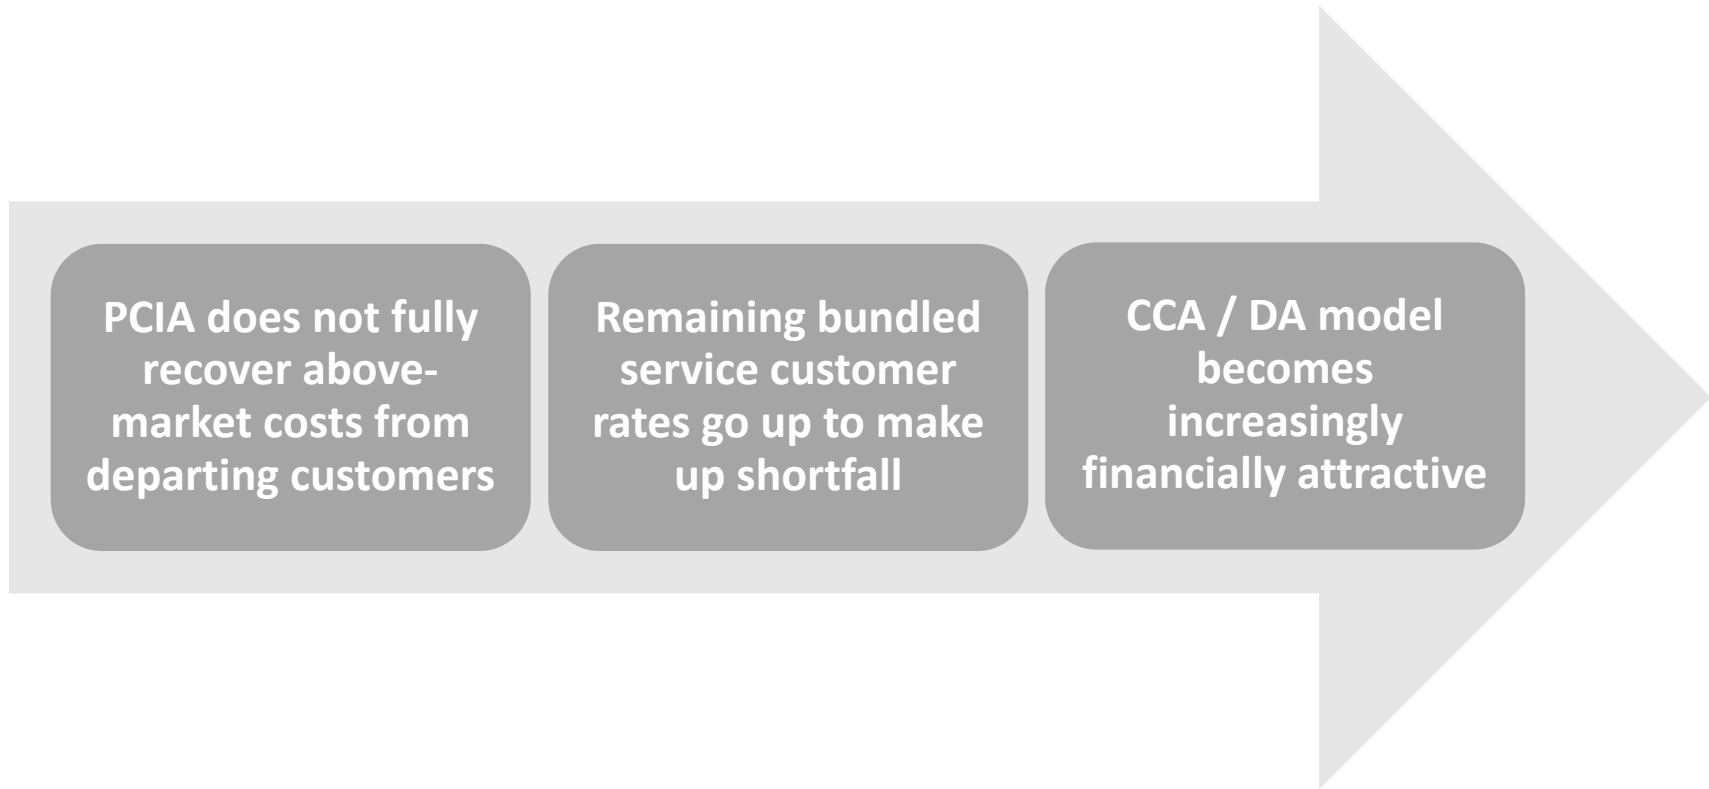 PCIA does not fully
recover above-
market costs from
departing customers
Remaining bundled
service customer
rates go up to make
up shortfall
CCA / DA model
becomes
increasingly
financially attractive